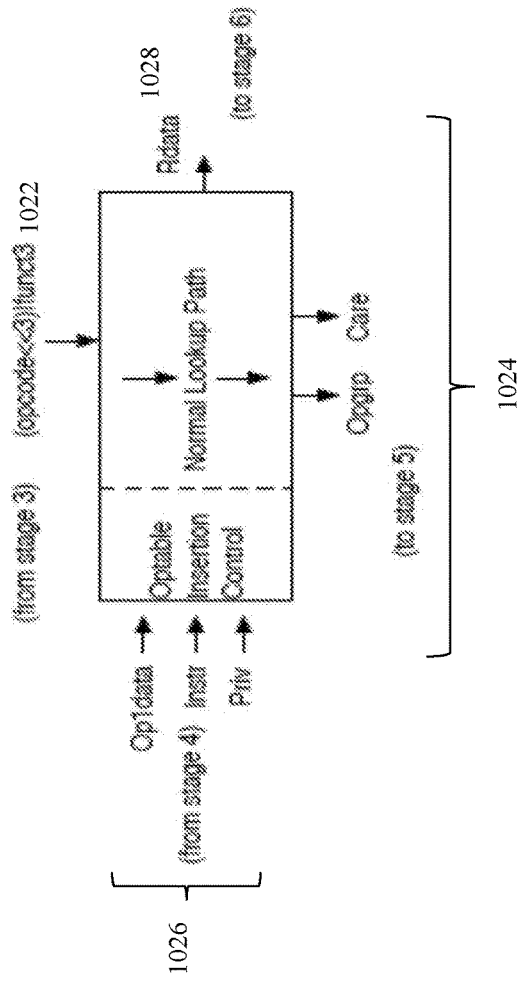 (from stage 3) (opcode<<3)|funct3 1022
Op1data
Instr
Priv
(from stage 4)
1026
Optable
Insertion
Control
Normal Lookup Path
1028
Rdata
(to stage 6)
Opgrp Care
(to stage 5)
1024